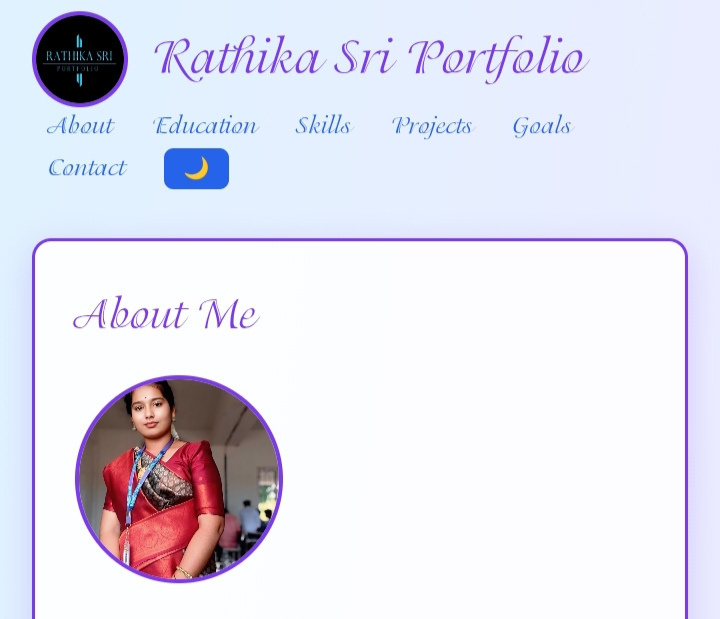 RATHIKA SRI
PORTFOLIO
Rathika Sri Portfolio
About Education Skills Projects Goals
Contact
About Me